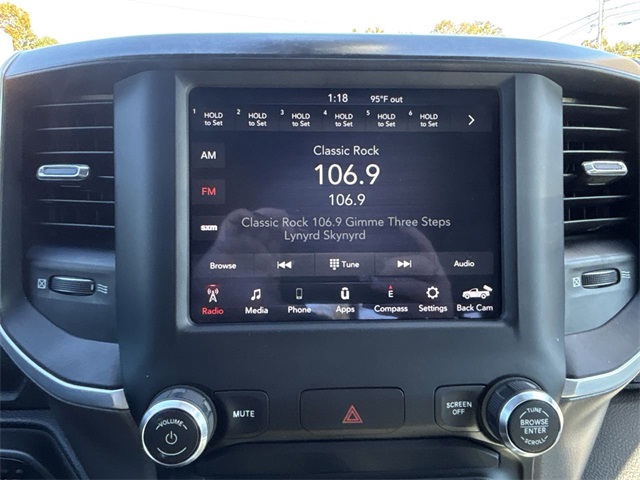 1:18 95°F out
1 HOLD to Set 2 HOLD to Set 3 HOLD to Set 4 HOLD to Set 5 HOLD to Set 6 HOLD to Set
AM
FM
sxm
Classic Rock
106.9
106.9
Classic Rock 106.9 Gimme Three Steps
Lynyrd Skynyrd
Browse Tune Audio
Radio Media Phone Apps E Compass Settings Back Cam
VOLUME
MUTE
SCREEN
OFF
TUNE
BROWSE
ENTER
SCROLL